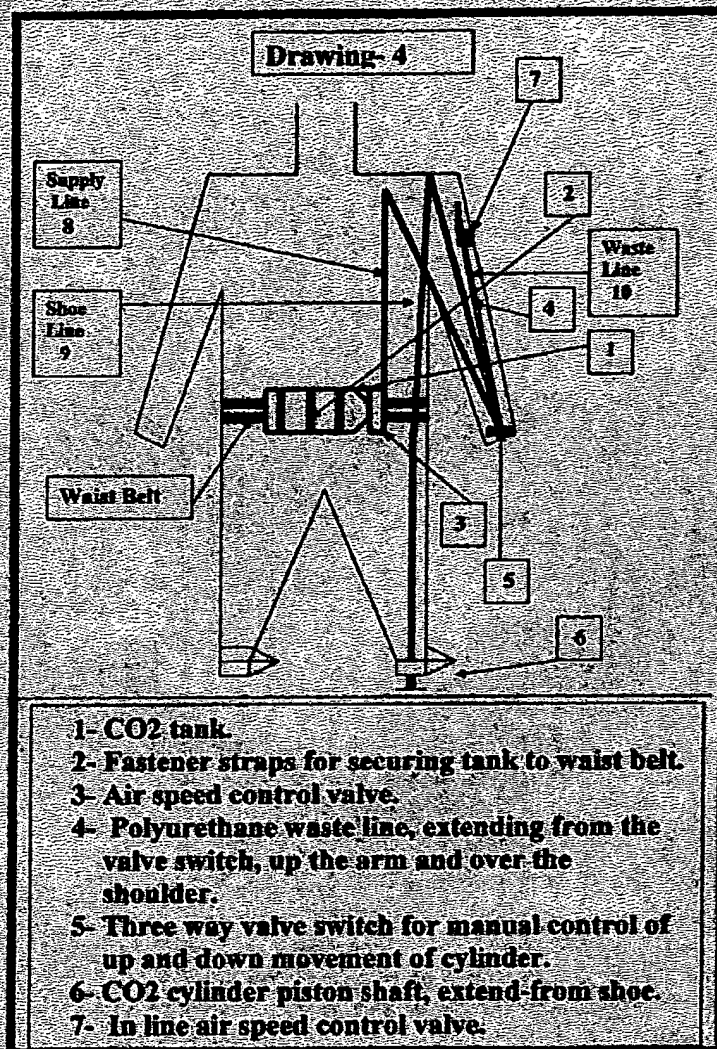 Drawing- 4
7
Supply
Line
8
2
Waste
Line
10
Shoe
Line
9
4
1
Waist Belt
3
5
6
1- CO2 tank.
2- Fastener straps for securing tank to waist belt.
3- Air speed control valve.
4- Polyurethane waste line, extending from the
valve switch, up the arm and over the
shoulder.
5- Three way valve switch for manual control of
up and down movement of cylinder.
6- CO2 cylinder piston shaft, extend-from shoe.
7- In line air speed control valve.